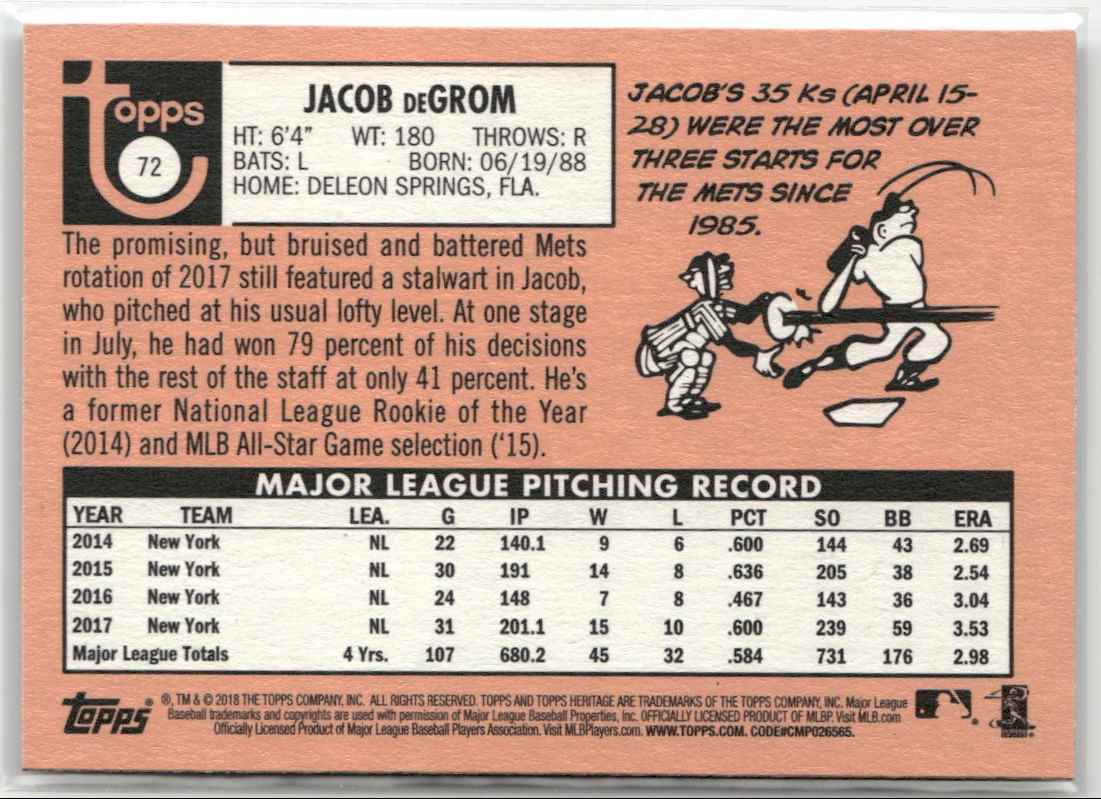 topps
72
JACOB DEGROM
HT: 6'4" WT: 180 THROWS: R
BATS: L BORN: 06/19/88
HOME: DELEON SPRINGS, FLA.
JACOB'S 35 Ks (APRIL 15-
28) WERE THE MOST OVER
THREE STARTS FOR
THE METS SINCE
1985.
The promising, but bruised and battered Mets
rotation of 2017 still featured a stalwart in Jacob,
who pitched at his usual lofty level. At one stage
in July, he had won 79 percent of his decisions
with the rest of the staff at only 41 percent. He's
a former National League Rookie of the Year
(2014) and MLB All-Star Game selection ('15).
MAJOR LEAGUE PITCHING RECORD
YEAR TEAM LEA. G IP W L PCT SO BB ERA
2014 New York NL 22 140.1 9 6 .600 144 43 2.69
2015 New York NL 30 191 14 8 .636 205 38 2.54
2016 New York NL 24 148 7 8 .467 143 36 3.04
2017 New York NL 31 201.1 15 10 .600 239 59 3.53
Major League Totals 4 Yrs. 107 680.2 45 32 .584 731 176 2.98
topps® ®, TM & © 2018 THE TOPPS COMPANY, INC. ALL RIGHTS RESERVED. TOPPS AND TOPPS HERITAGE ARE TRADEMARKS OF THE TOPPS COMPANY, INC. Major League
Baseball trademarks and copyrights are used with permission of Major League Baseball Properties, Inc. OFFICIALLY LICENSED PRODUCT OF MLBP. Visit MLB.com
Officially Licensed Product of Major League Baseball Players Association. Visit MLBPlayers.com. WWW.TOPPS.COM. CODE#CMP026565.